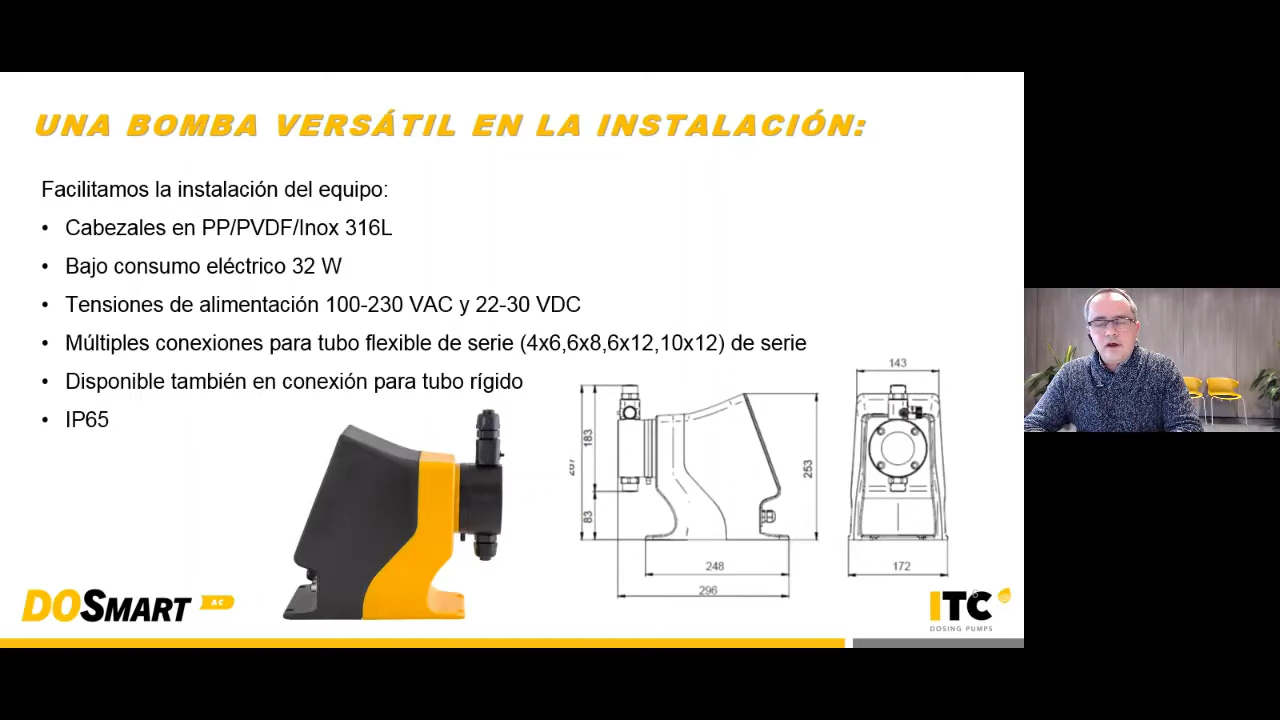 UNA BOMBA VERSÁTIL EN LA INSTALACIÓN:
Facilitamos la instalación del equipo:
• Cabezales en PP/PVDF/Inox 316L
• Bajo consumo eléctrico 32 W
• Tensiones de alimentación 100-230 VAC y 22-30 VDC
• Múltiples conexiones para tubo flexible de serie (4x6,6x8,6x12,10x12) de serie
• Disponible también en conexión para tubo rígido
• IP65
143
183
253
83
248
172
296
DOSMART AC
ITC
DOSING PUMPS